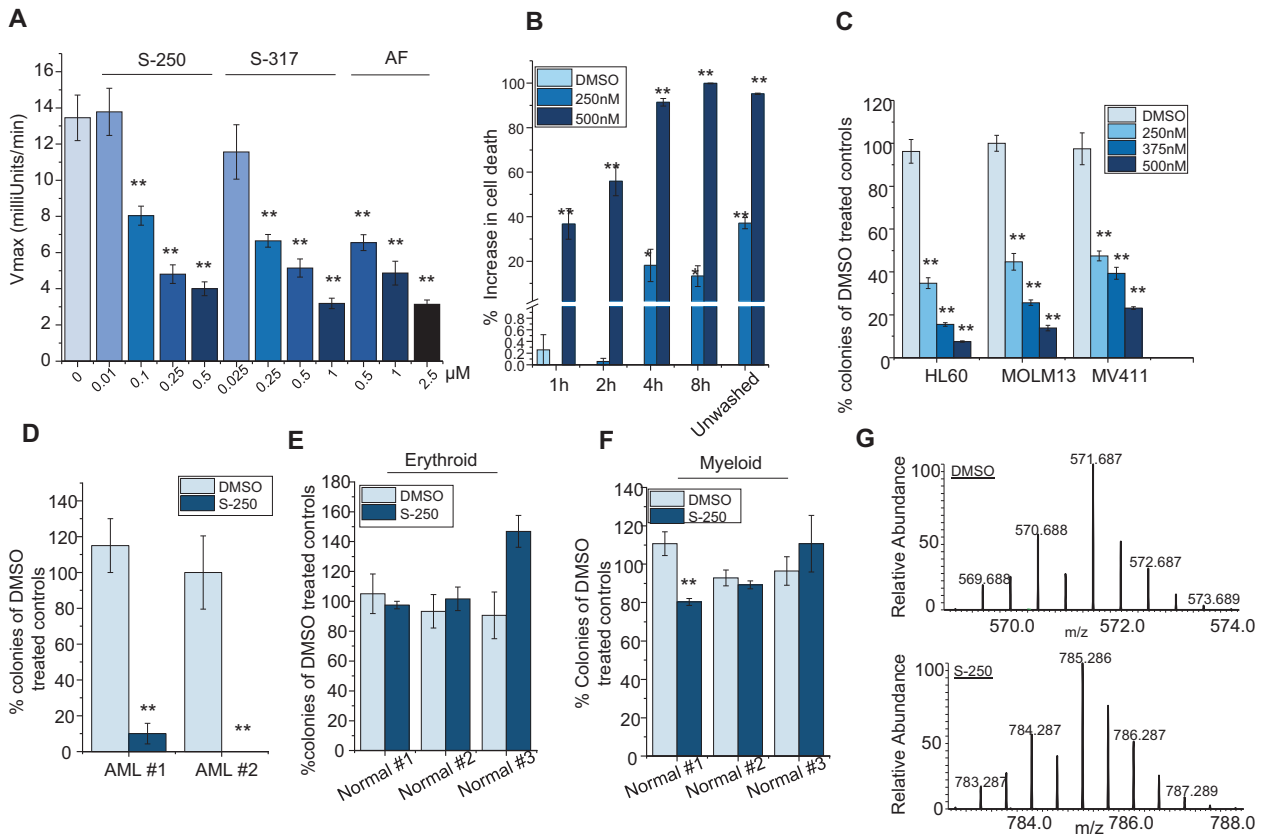 A
S-250
S-317
AF
Vmax (milliUnits/min)
16
14
12
10
8
6
4
2
0
**
**
**
**
**
**
**
**
**
0
0.01
0.1
0.25
0.5
0.025
0.25
0.5
1
0.5
1
2.5
µM
B
DMSO
250nM
500nM
% Increase in cell death
100
80
60
40
20
0.8
0.6
0.4
0.2
0.0
**
**
*
**
*
**
**
**
1h
2h
4h
8h
Unwashed
C
DMSO
250nM
375nM
500nM
% colonies of DMSO treated controls
120
100
80
60
40
20
0
**
**
**
**
**
**
**
**
**
HL60
MOLM13
MV411
D
DMSO
S-250
% colonies of DMSO
treated controls
140
120
100
80
60
40
20
0
**
**
AML #1
AML #2
E
Erythroid
DMSO
S-250
%colonies of DMSO treated controls
180
160
140
120
100
80
60
40
20
0
Normal #1
Normal #2
Normal #3
F
Myeloid
DMSO
S-250
% Colonies of DMSO
treated controls
140
120
100
80
60
40
20
0
**
Normal #1
Normal #2
Normal #3
G
DMSO
Relative Abundance
100
50
0
569.688
570.688
571.687
572.687
573.689
570.0
m/z
572.0
574.0
S-250
Relative Abundance
100
50
0
783.287
784.287
785.286
786.287
787.289
784.0
m/z
786.0
788.0